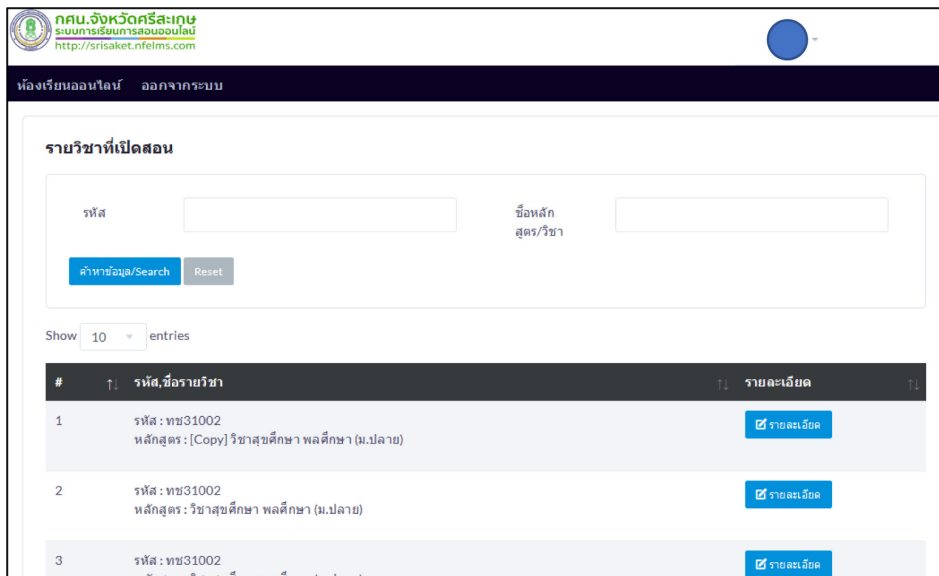 กศน.จังหวัดศรีสะเกษ
ระบบการเรียนการสอนออนไลน์
http://srisaket.nfelms.com
ห้องเรียนออนไลน์ ออกจากระบบ
รายวิชาที่เปิดสอน
รหัส
ชื่อหลัก
สูตร/วิชา
ค้าหาข้อมูล/Search Reset
Show 10 entries
# รหัส,ชื่อรายวิชา รายละเอียด
1 รหัส : ทช31002 รายละเอียด
หลักสูตร : [Copy] วิชาสุขศึกษา พลศึกษา (ม.ปลาย)
2 รหัส : ทช31002 รายละเอียด
หลักสูตร : วิชาสุขศึกษา พลศึกษา (ม.ปลาย)
3 รหัส : ทช31002 รายละเอียด